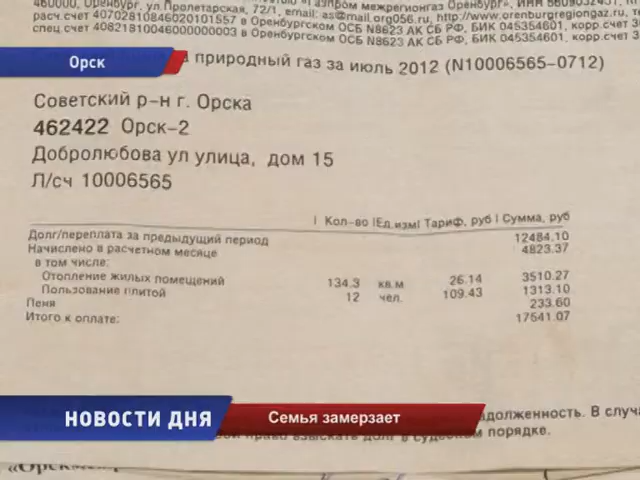 460000, Оренбург, ул.Пролетарская, 72/1, email: as@mail.org056.ru, http://www.orenburgregiongaz.ru,
расч счет 40702810846020101557 в Оренбургском ОСБ N8623 АК СБ РФ, БИК 045354601, корр.счет
спец счет 40821810046000000003 в Оренбургском ОСБ N8623 АК СБ РФ, БИК 045354601, корр.счет
Орск
природный газ за июль 2012 (N10006565-0712)
Советский р-н г. Орска
462422 Орск-2
Добролюбова ул улица, дом 15
Л/сч 10006565
| Кол-во |Ед.изм| Тариф, руб | Сумма, руб
Долг/переплата за предыдущий период 12484.10
Начислено в расчетном месяце 4823.37
в том числе:
Отопление жилых помещений 134.3 кв.м 26.14 3510.27
Пользование плитой 12 чел. 109.43 1313.10
Пеня 233.60
Итого к оплате: 17541.07
НОВОСТИ ДНЯ
Семья замерзает
задолженность. В случа
право взыскать долг в судебном порядке.